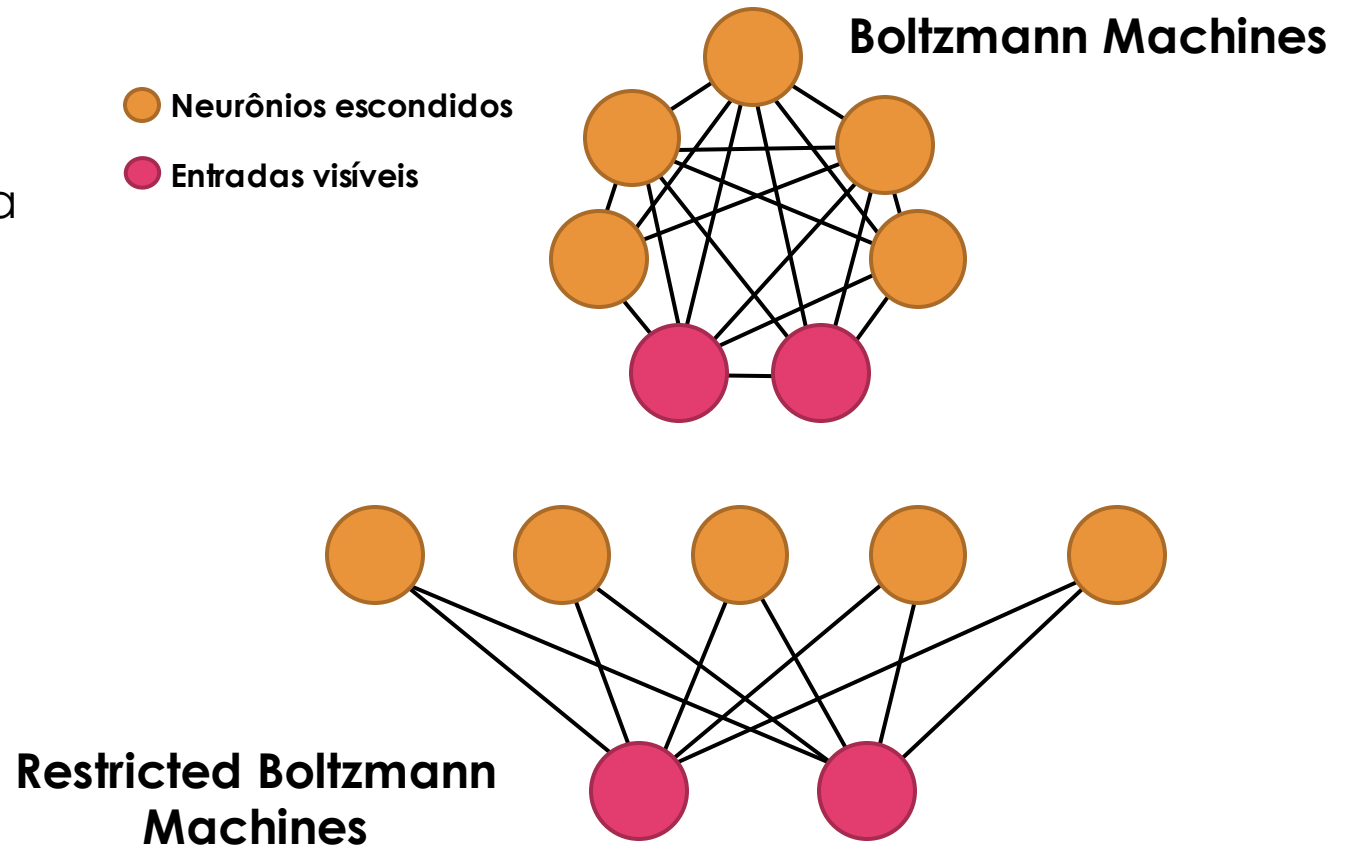 Boltzmann Machines
Neurônios escondidos
Entradas visíveis
a
Restricted Boltzmann
Machines